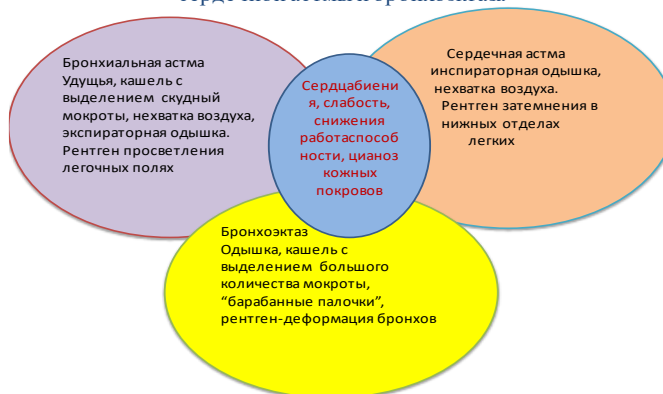 Бронхиальная астма
Удущья, кашель с
выделением скудный
мокроты, нехватка воздуха,
экспираторная одышка.
Рентген просветления
легочных полях
Сердцабиени
я, слабость,
снижения
работаспособ
ности, цианоз
кожных
покровов
Сердечная астма
инспираторная одышка,
нехватка воздуха.
Рентген затемнения в
нижных отделах
легких
Бронхоэктаз
Одышка, кашель с
выделением большого
количества мокроты,
“барабанные палочки”,
рентген-деформация бронхов